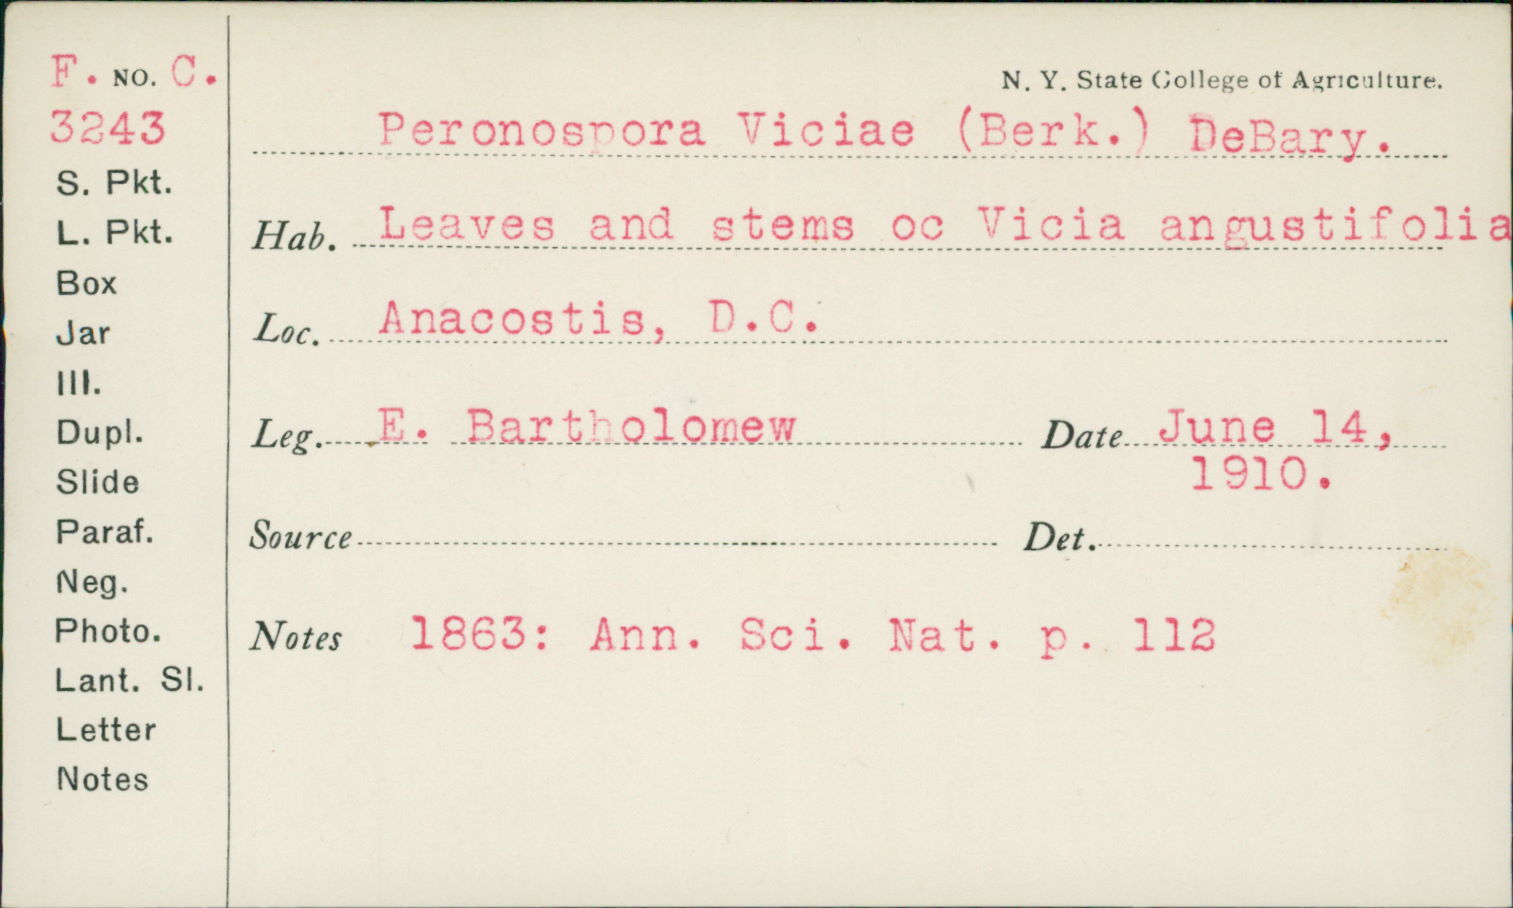 F. NO. C.
3243
S. Pkt.
L. Pkt.
Box
Jar
Ill.
Dupl.
Slide
Paraf.
Neg.
Photo.
Lant. Sl.
Letter
Notes
N. Y. State College of Agriculture.
Peronospora Viciae (Berk.) DeBary.
Hab. Leaves and stems oc Vicia angustifolia
Loc. Anacostis, D.C.
Leg. E. Bartholomew Date June 14,
1910.
Source Det.
Notes 1863: Ann. Sci. Nat. p. 112